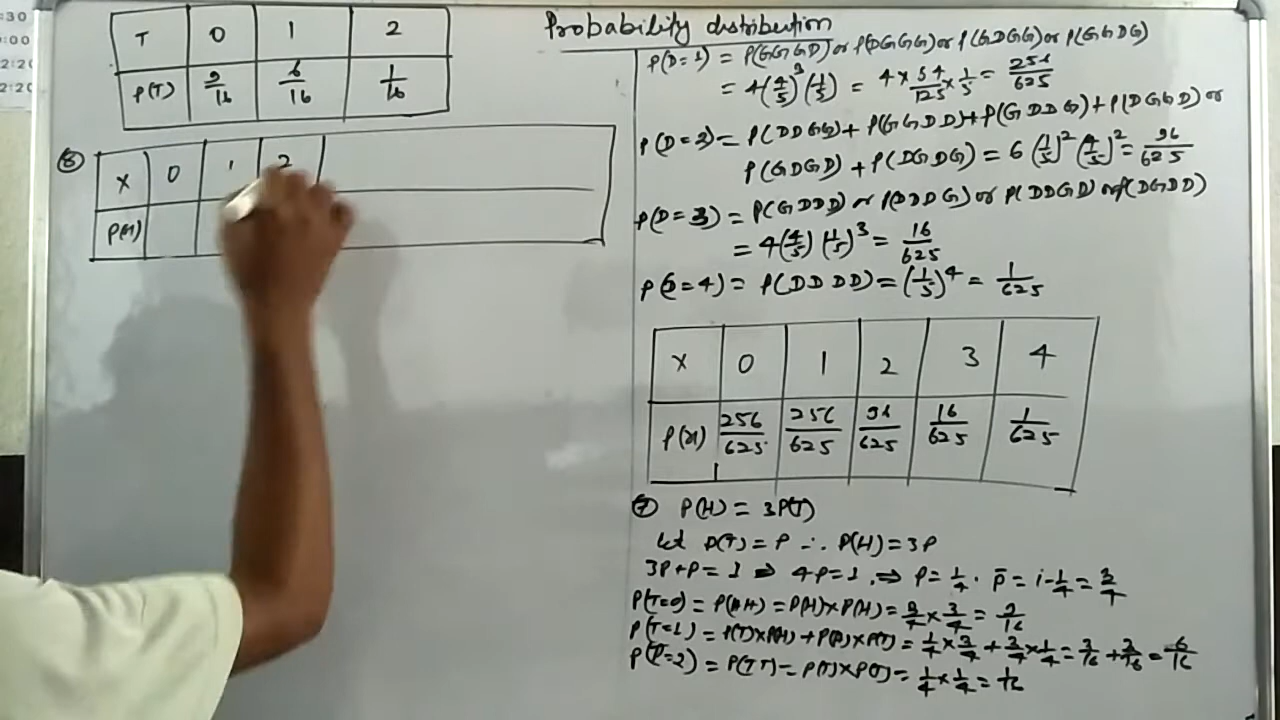 Probability distribution
T 0 1 2
P(T) 9/16 6/16 1/16
⑧
X 0 1 2
P(X)
P(D=1) = P(GGGD) or P(DGGG) or P(GDGG) or P(GGDG)
= 4(4/5)^3(1/5) = 4 × 64/125 × 1/5 = 256/625
P(D=2) = P(DDGG) + P(GGDD) + P(GDDG) + P(DGGD) or
P(GDGD) + P(DGDG) = 6(1/5)^2(4/5)^2 = 96/625
P(D=3) = P(GDDD) or P(DDDG) or P(DDGD) or P(DGDD)
= 4(4/5)(1/5)^3 = 16/625
P(D=4) = P(DDDD) = (1/5)^4 = 1/625
X 0 1 2 3 4
P(X) 256/625 256/625 96/625 16/625 1/625
⑦ P(H) = 3P(T)
Let P(T) = P ∴ P(H) = 3P
3P+P = 1 ⇒ 4P = 1 ⇒ P = 1/4. P̄ = 1-1/4 = 3/4
P(T=0) = P(HH) = P(H)×P(H) = 3/4 × 3/4 = 9/16
P(T=1) = P(T)×P(H) + P(H)×P(T) = 1/4 × 3/4 + 3/4 × 1/4 = 3/16 + 3/16 = 6/16
P(T=2) = P(TT) = P(T)×P(T) = 1/4 × 1/4 = 1/16